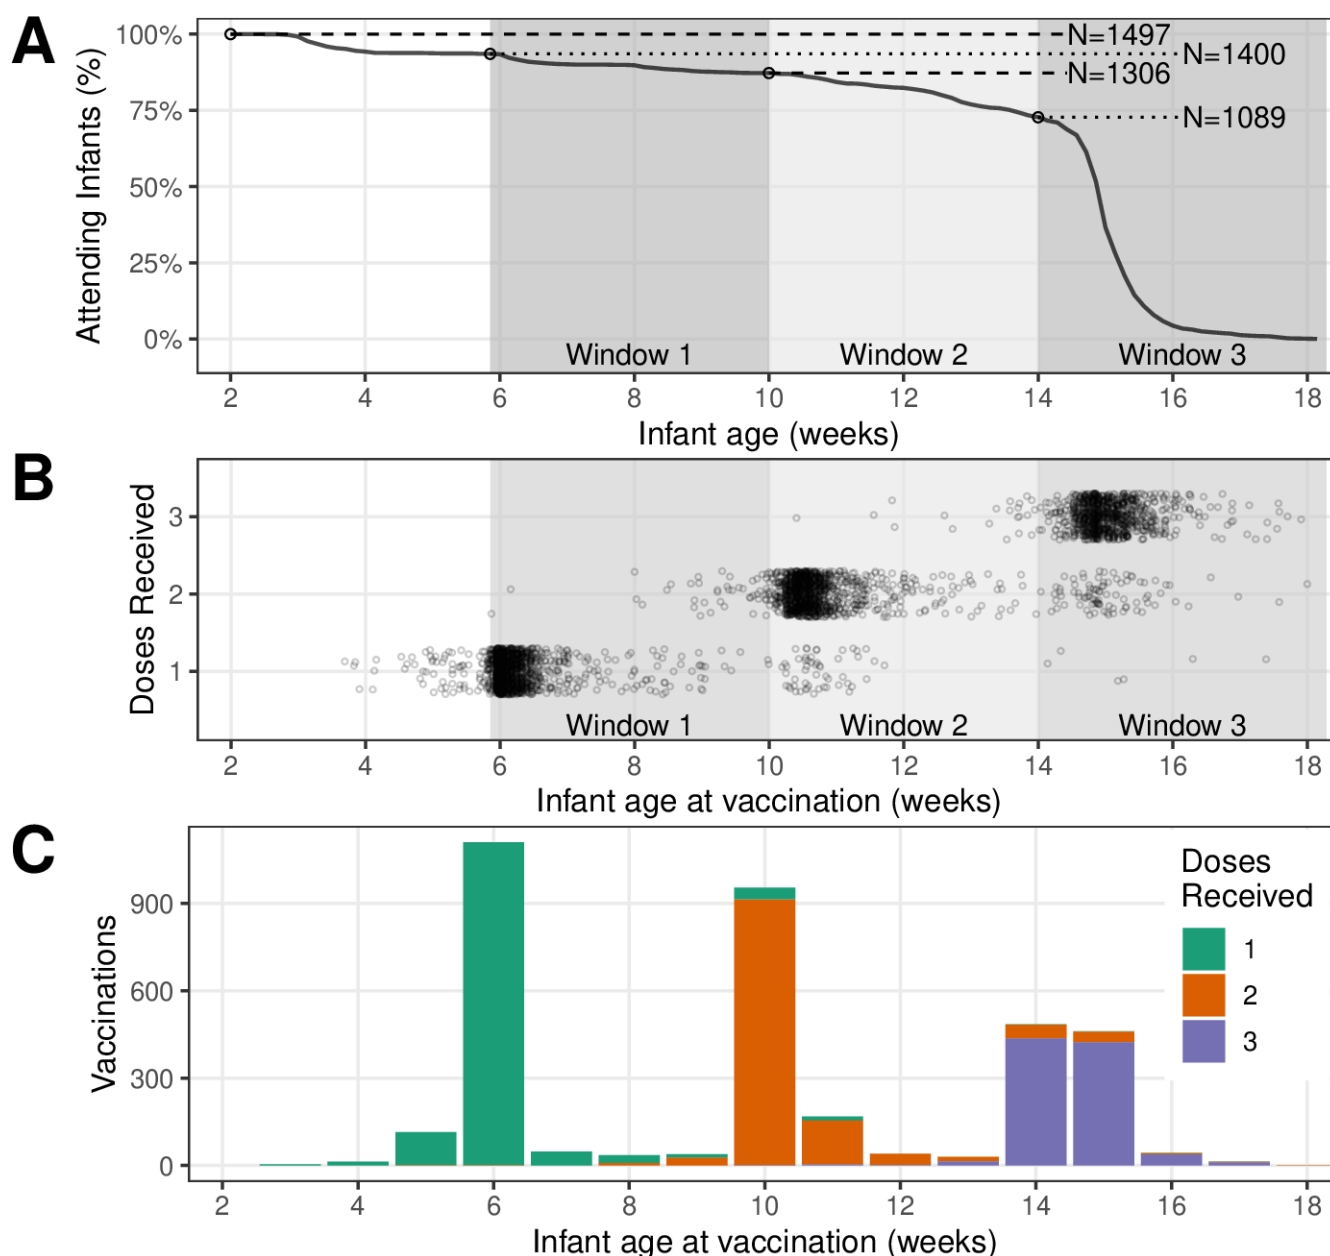 A
Attending Infants (%)
100%
75%
50%
25%
0%
N=1497
N=1400
N=1306
N=1089
Window 1 Window 2 Window 3
2 4 6 8 10 12 14 16 18
Infant age (weeks)
B
Doses Received
3
2
1
Window 1 Window 2 Window 3
2 4 6 8 10 12 14 16 18
Infant age at vaccination (weeks)
C
Vaccinations
900
600
300
0
Doses
Received
1
2
3
2 4 6 8 10 12 14 16 18
Infant age at vaccination (weeks)